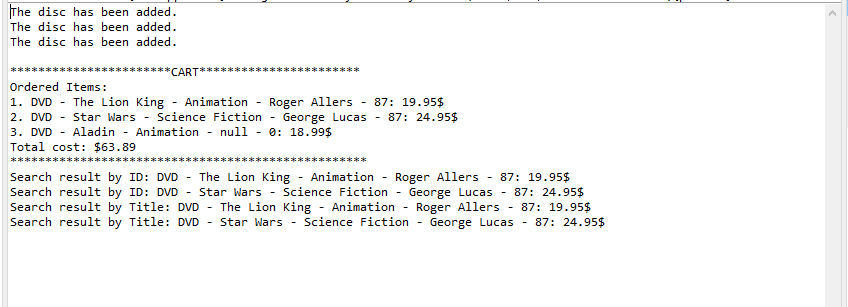 The disc has been added.
The disc has been added.
The disc has been added.
***********************CART***********************
Ordered Items:
1. DVD - The Lion King - Animation - Roger Allers - 87: 19.95$
2. DVD - Star Wars - Science Fiction - George Lucas - 87: 24.95$
3. DVD - Aladin - Animation - null - 0: 18.99$
Total cost: $63.89
***************************************************
Search result by ID: DVD - The Lion King - Animation - Roger Allers - 87: 19.95$
Search result by ID: DVD - Star Wars - Science Fiction - George Lucas - 87: 24.95$
Search result by Title: DVD - The Lion King - Animation - Roger Allers - 87: 19.95$
Search result by Title: DVD - Star Wars - Science Fiction - George Lucas - 87: 24.95$